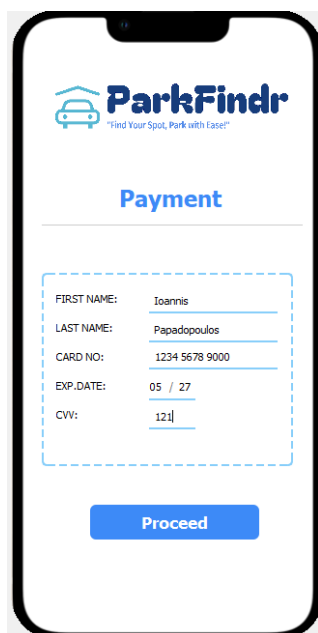 ParkFindr
"Find Your Spot, Park with Ease!"
Payment
FIRST NAME: Ioannis
LAST NAME: Papadopoulos
CARD NO: 1234 5678 9000
EXP.DATE: 05 / 27
CVV: 121
Proceed